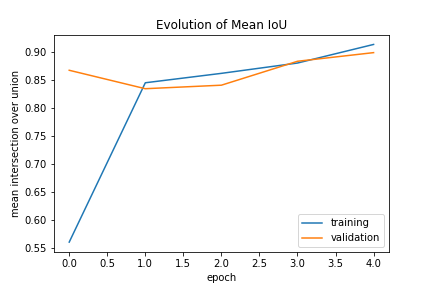 Evolution of Mean IoU
mean intersection over union
0.90
0.85
0.80
0.75
0.70
0.65
0.60
0.55
0.0 0.5 1.0 1.5 2.0 2.5 3.0 3.5 4.0
epoch
training
validation